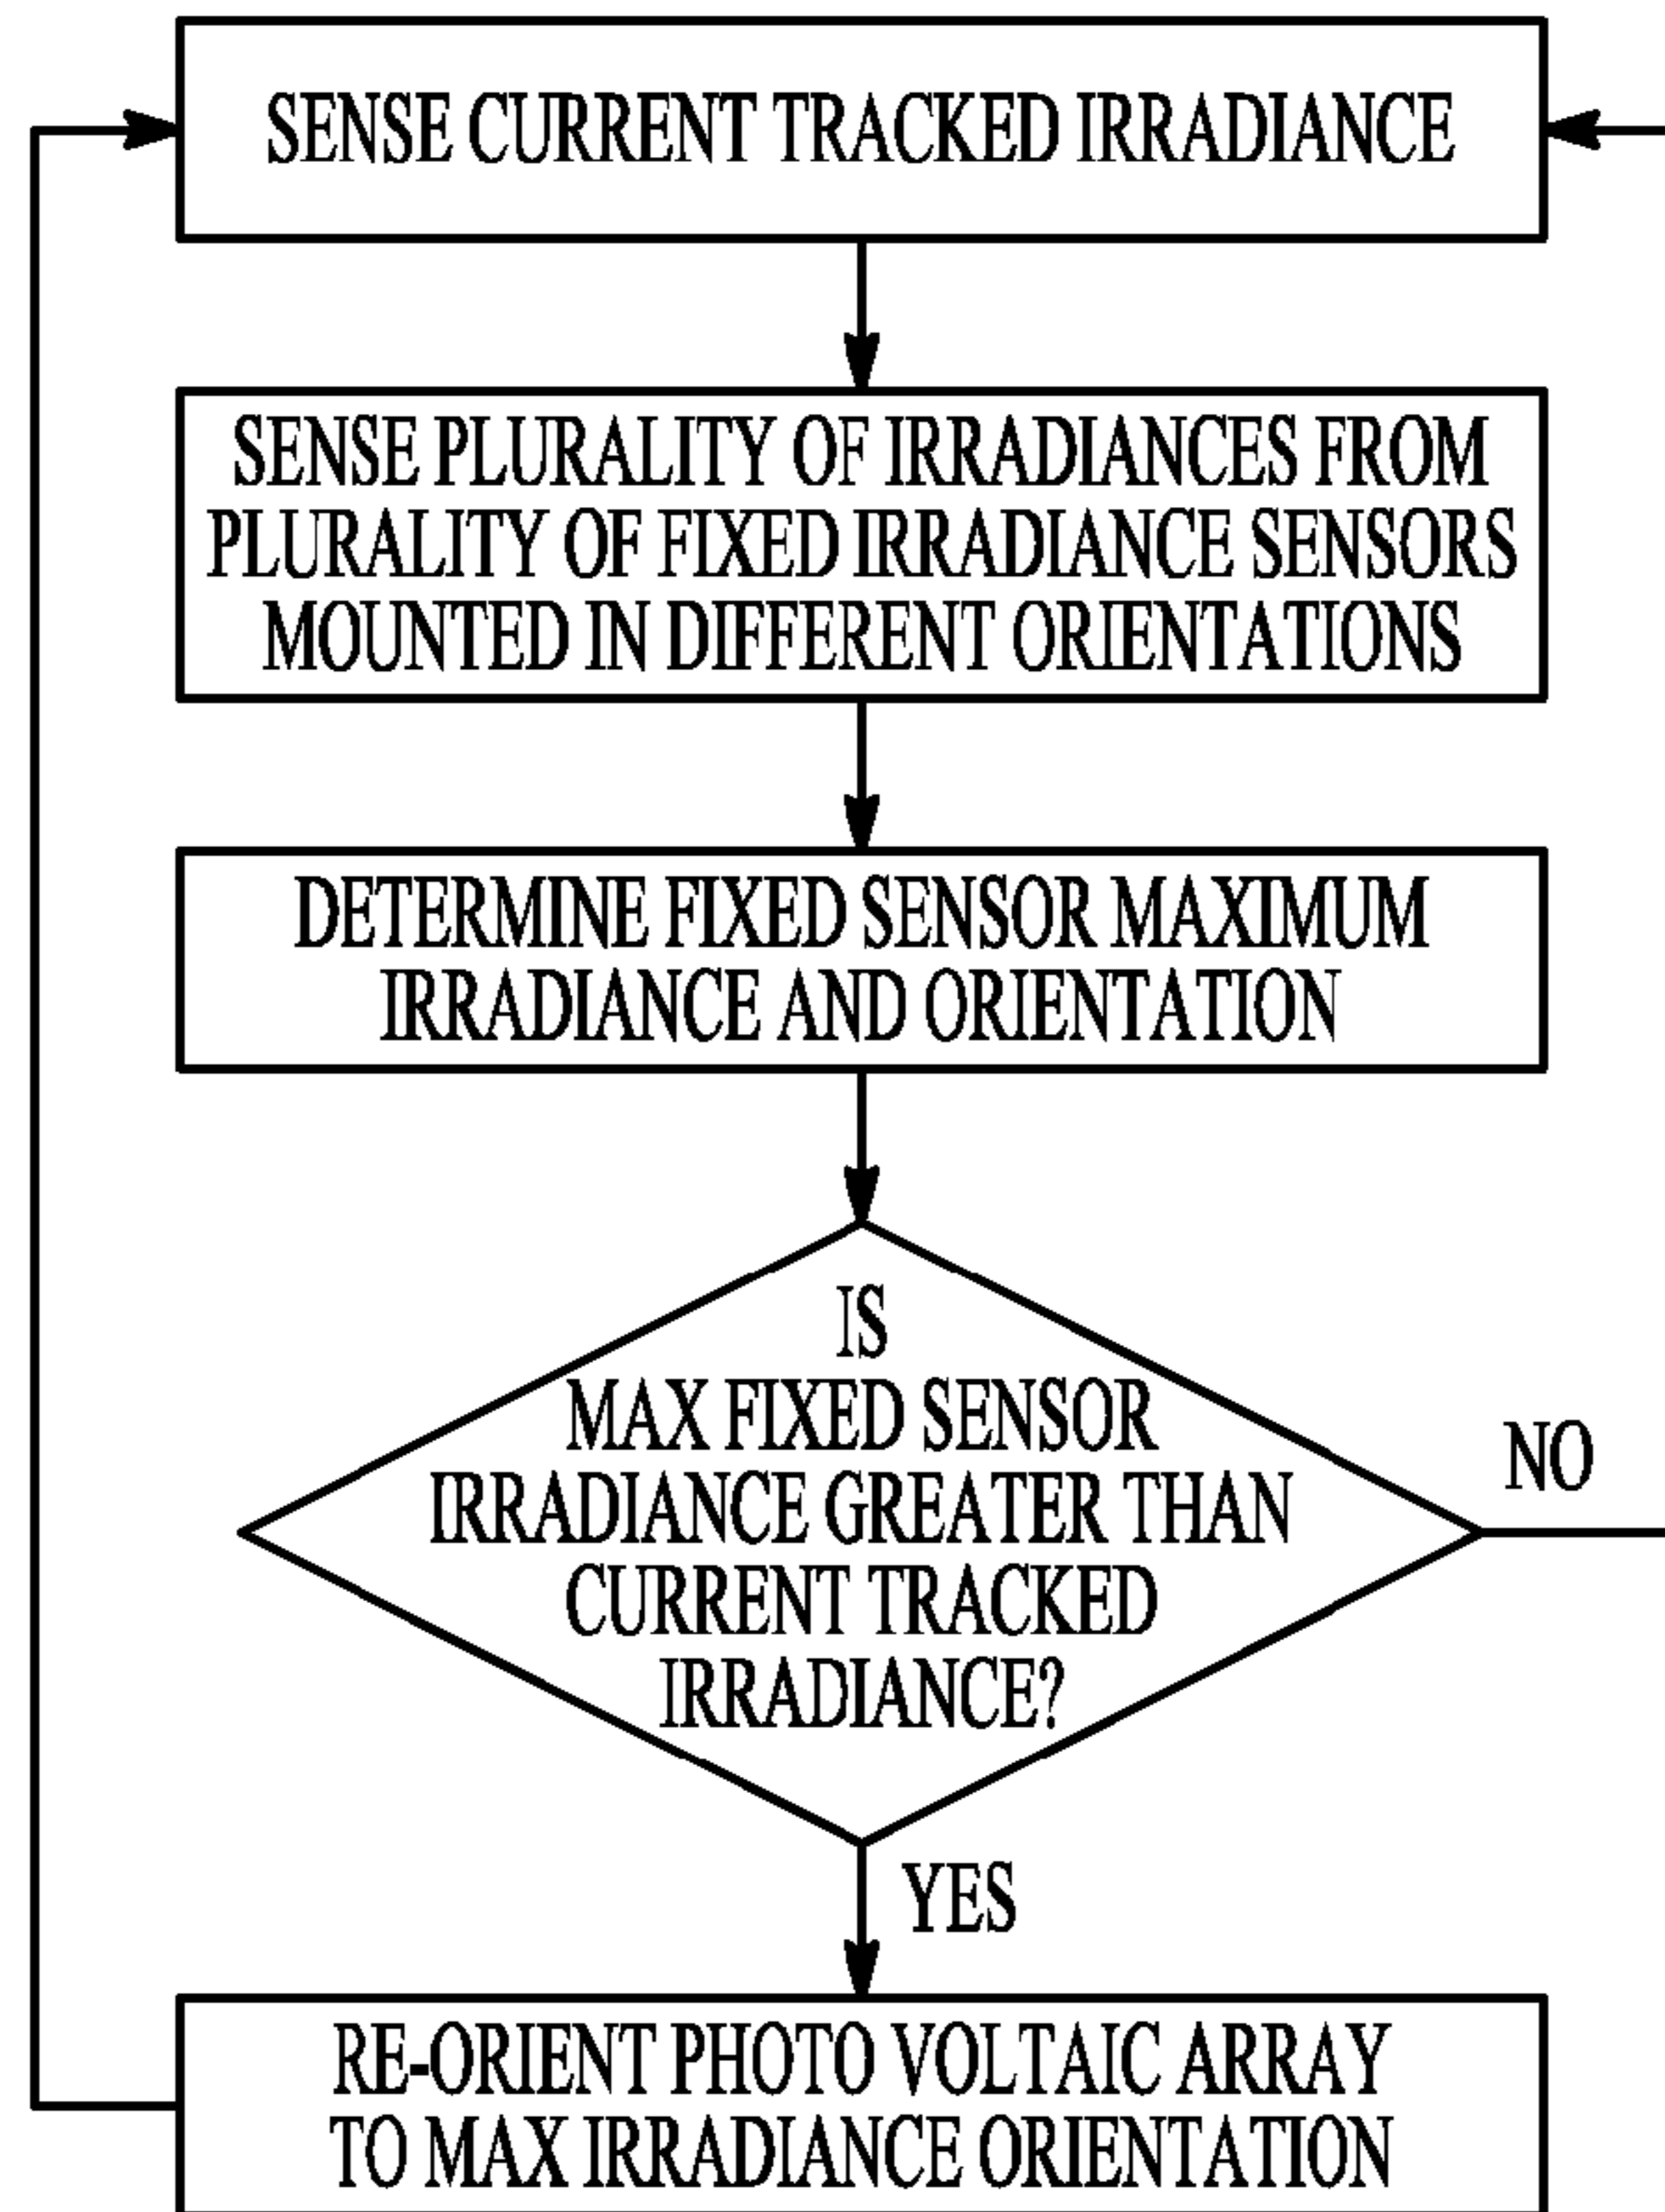 SENSE CURRENT TRACKED IRRADIANCE
SENSE PLURALITY OF IRRADIANCES FROM
PLURALITY OF FIXED IRRADIANCE SENSORS
MOUNTED IN DIFFERENT ORIENTATIONS
DETERMINE FIXED SENSOR MAXIMUM
IRRADIANCE AND ORIENTATION
IS
MAX FIXED SENSOR
IRRADIANCE GREATER THAN
CURRENT TRACKED
IRRADIANCE?
NO
YES
RE-ORIENT PHOTO VOLTAIC ARRAY
TO MAX IRRADIANCE ORIENTATION